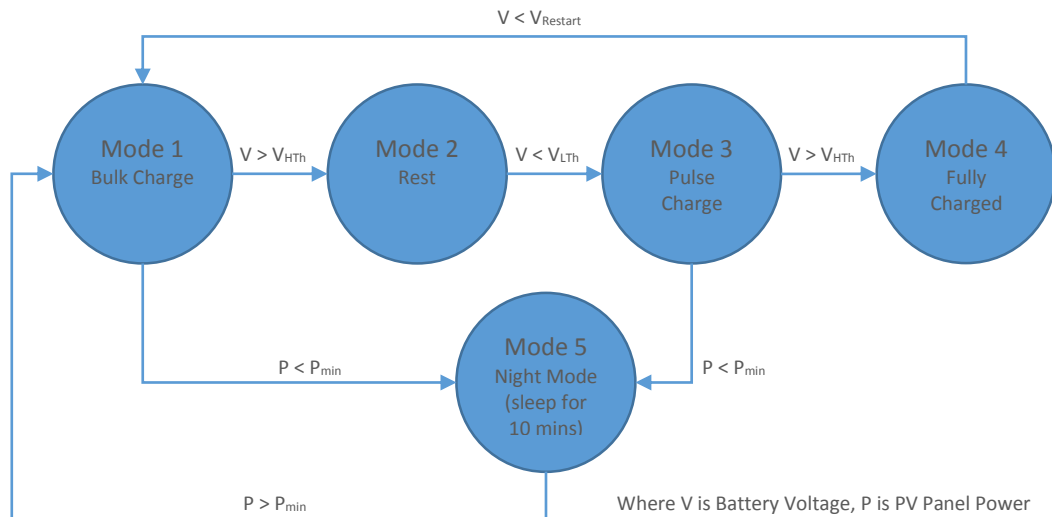 V < VRestart
Mode 1
Bulk Charge
V > VHTh
Mode 2
Rest
V < VLTh
Mode 3
Pulse
Charge
V > VHTh
Mode 4
Fully
Charged
P < Pmin
Mode 5
Night Mode
(sleep for
10 mins)
P < Pmin
P > Pmin
Where V is Battery Voltage, P is PV Panel Power